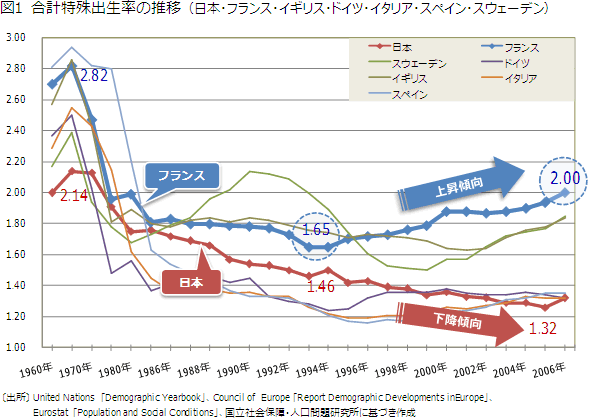 図1 合計特殊出生率の推移（日本・フランス・イギリス・ドイツ・イタリア・スペイン・スウェーデン）
3.00
2.80
2.60
2.40
2.20
2.00
1.80
1.60
1.40
1.20
1.00
日本
フランス
スウェーデン
ドイツ
イギリス
イタリア
スペイン
2.82
2.14
フランス
日本
1.65
1.46
上昇傾向
2.00
下降傾向
1.32
1960年
1970年
1980年
1986年
1988年
1990年
1992年
1994年
1996年
1998年
2000年
2002年
2004年
2006年
〔出所〕United Nations「Demographic Yearbook」、Council of Europe「Report Demographic Developments inEurope」、
Eurostat「Population and Social Conditions」、国立社会保障・人口問題研究所に基づき作成